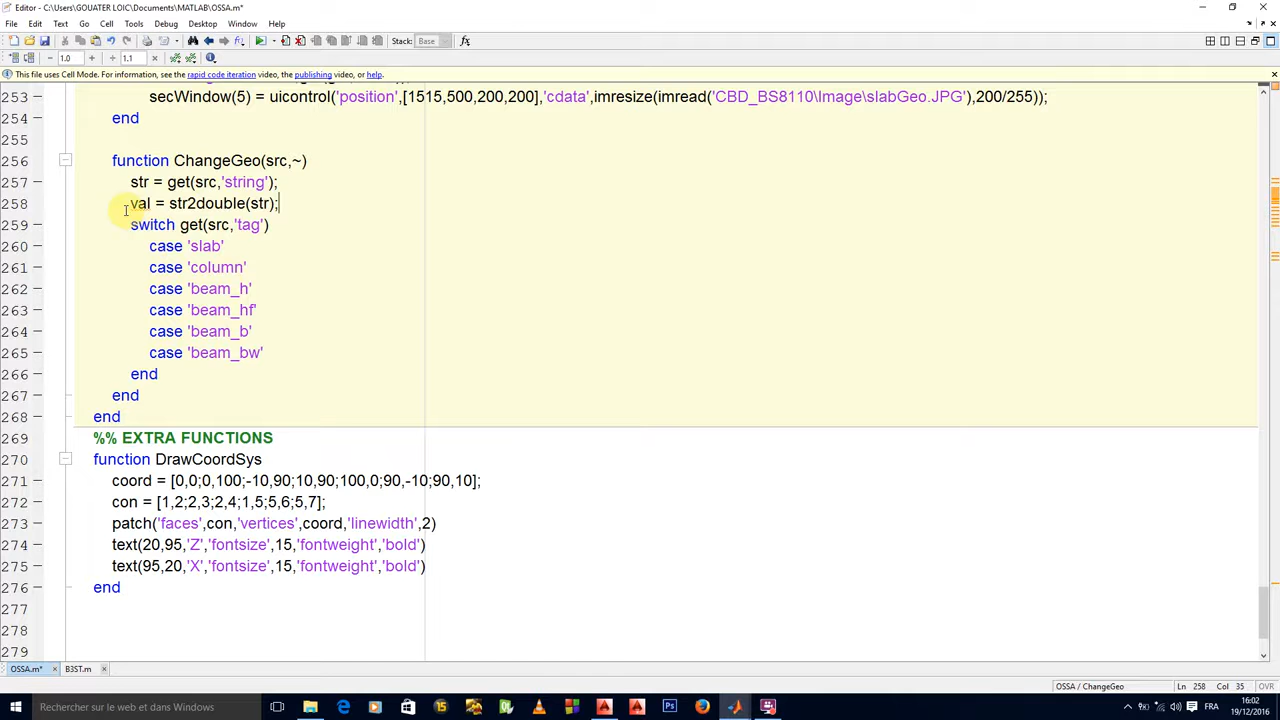 Editor - C:\Users\GOUATER LOIC\Documents\MATLAB\OSSA.m*
File Edit Text Go Cell Tools Debug Desktop Window Help
Stack: Base
1.0 1.1
This file uses Cell Mode. For information, see the rapid code iteration video, the publishing video, or help.
253 secWindow(5) = uicontrol('position',[1515,500,200,200],'cdata',imresize(imread('CBD_BS8110\Image\slabGeo.JPG'),200/255));
254 end
255
256 function ChangeGeo(src,~)
257 str = get(src,'string');
258 val = str2double(str);
259 switch get(src,'tag')
260 case 'slab'
261 case 'column'
262 case 'beam_h'
263 case 'beam_hf'
264 case 'beam_b'
265 case 'beam_bw'
266 end
267 end
268 end
269 %% EXTRA FUNCTIONS
270 function DrawCoordSys
271 coord = [0,0;0,100;-10,90;10,90;100,0;90,-10;90,10];
272 con = [1,2;2,3;2,4;1,5;5,6;5,7];
273 patch('faces',con,'vertices',coord,'linewidth',2)
274 text(20,95,'Z','fontsize',15,'fontweight','bold')
275 text(95,20,'X','fontsize',15,'fontweight','bold')
276 end
277
278
279
OSSA.m* B3ST.m
OSSA / ChangeGeo Ln 258 Col 35 OVR
Rechercher sur le web et dans Windows
FRA
16:02
19/12/2016